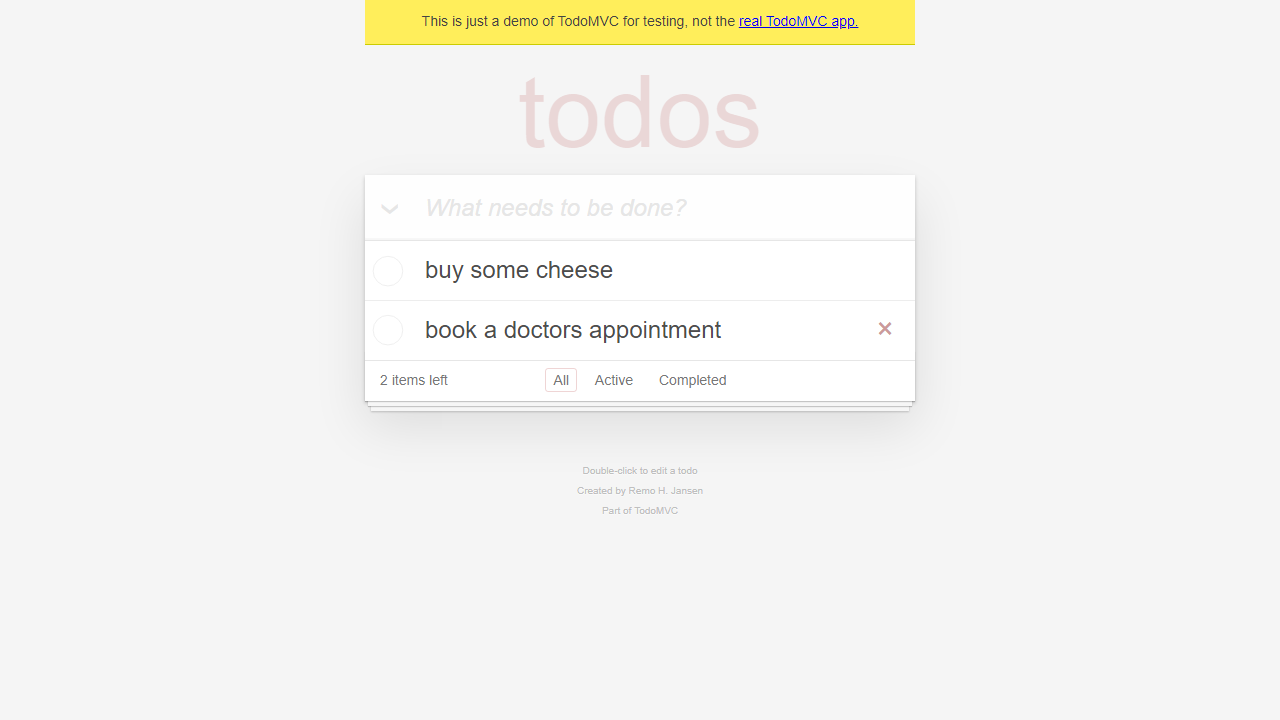 This is just a demo of TodoMVC for testing, not the real TodoMVC app.
todos
What needs to be done?
buy some cheese
book a doctors appointment
2 items left
All
Active
Completed
Double-click to edit a todo
Created by Remo H. Jansen
Part of TodoMVC